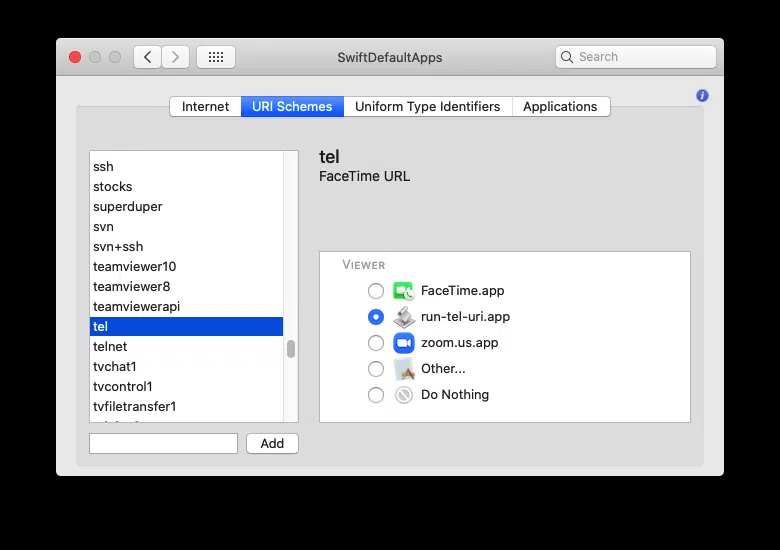 SwiftDefaultApps
Search
Internet
URI Schemes
Uniform Type Identifiers
Applications
i
ssh
stocks
superduper
svn
svn+ssh
teamviewer10
teamviewer8
teamviewerapi
tel
telnet
tvchat1
tvcontrol1
tvfiletransfer1
Add
tel
FaceTime URL
VIEWER
FaceTime.app
run-tel-uri.app
zoom.us.app
Other...
Do Nothing